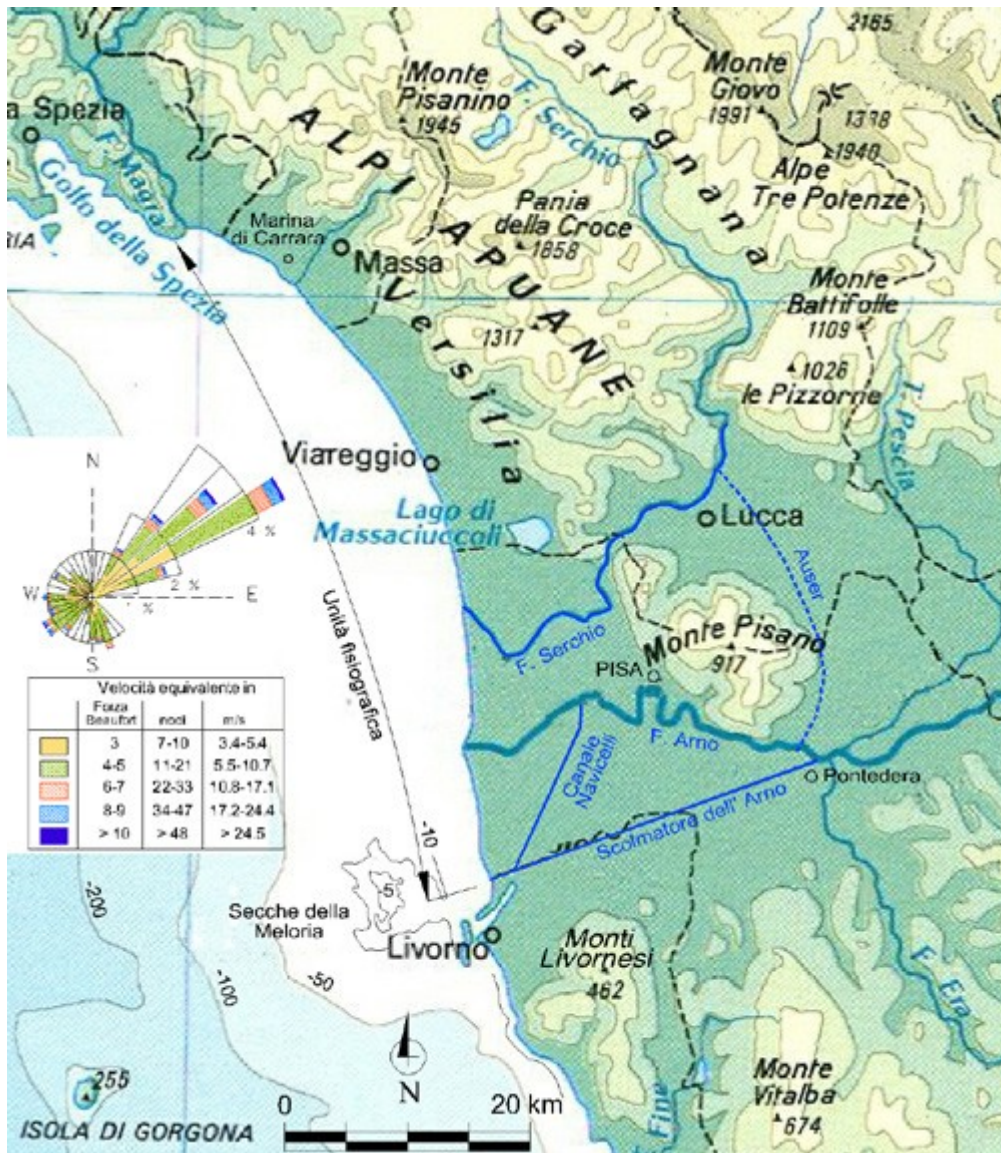 2165
Garfagnana
Monte
Giovo
1991
Monte
Pisanino
1945
F. Serchio
1338
1940
Alpe
Tre Potenze
a Spezia
F. Magra
Golfo della Spezia
RIA
ALPI APUANE
Pania
della Croce
1858
Marina
di Carrara
Massa
Versilia
Monte
Battifolle
1109
1317
1026
le Pizzorne
T. Pescia
Viareggio
Lago di
Massaciuccoli
Lucca
Auser
N
W
E
S
4 %
2 %
1 %
Unità fisiografica
F. Serchio
Monte Pisano
917
PISA
F. Arno
Canale
Navicelli
Pontedera
Scolmatore dell' Arno
Velocità equivalente in
Forza
Beaufort
nodi
m/s
3 7-10 3.4-5.4
4-5 11-21 5.5-10.7
6-7 22-33 10.8-17.1
8-9 34-47 17.2-24.4
> 10 > 48 > 24.5
-10
-5
Secche della
Meloria
Livorno
-200
-100
-50
Monti
Livornesi
462
F. Era
Monte
Vitalba
674
Fine
255
ISOLA DI GORGONA
N
0 20 km